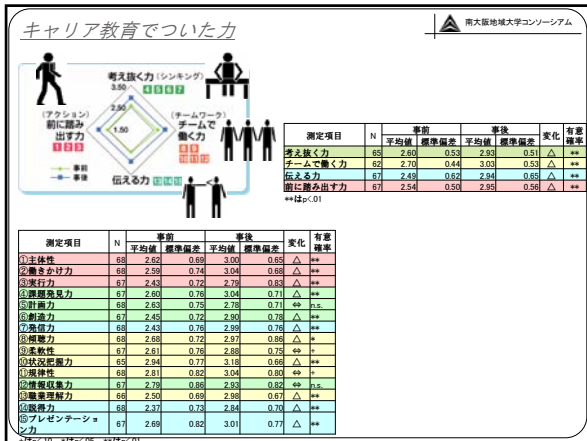 キャリア教育でついた力
南大阪地域大学コンソーシアム
考え抜く力(シンキング)
4 5 6 7
3.50
2.50
1.50
(アクション)
前に踏み
出す力
1 2 3
(チームワーク)
チームで
働く力
8 9
10 11 12
事前
事後
伝える力 13 14 15
測定項目 N 事前 事後 変化 有意確率
平均値 標準偏差 平均値 標準偏差
考え抜く力 65 2.60 0.53 2.93 0.51 △ **
チームで働く力 62 2.70 0.44 3.03 0.53 △ **
伝える力 67 2.49 0.62 2.94 0.65 △ **
前に踏み出す力 67 2.54 0.50 2.95 0.56 △ **
**はp<.01
測定項目 N 事前 事後 変化 有意確率
平均値 標準偏差 平均値 標準偏差
①主体性 68 2.62 0.69 3.00 0.65 △ **
②働きかけ力 68 2.59 0.74 3.04 0.68 △ **
③実行力 67 2.43 0.72 2.79 0.83 △ **
④課題発見力 67 2.60 0.76 3.04 0.71 △ **
⑤計画力 68 2.63 0.75 2.78 0.71 ⇔ n.s.
⑥創造力 67 2.45 0.72 2.90 0.78 △ **
⑦発信力 68 2.43 0.76 2.99 0.76 △ **
⑧傾聴力 68 2.68 0.72 2.97 0.86 △ *
⑨柔軟性 67 2.61 0.76 2.88 0.75 ⇔ +
⑩状況把握力 65 2.94 0.77 3.18 0.66 △ **
⑪規律性 68 2.81 0.82 3.04 0.80 ⇔ +
⑫情報収集力 67 2.79 0.86 2.93 0.82 ⇔ n.s.
⑬職業理解力 66 2.50 0.69 2.98 0.67 △ **
⑭説得力 68 2.37 0.73 2.84 0.70 △ **
⑮プレゼンテーション力 67 2.69 0.82 3.01 0.77 △ **
+はp<.10 *はp<.05 **はp<.01